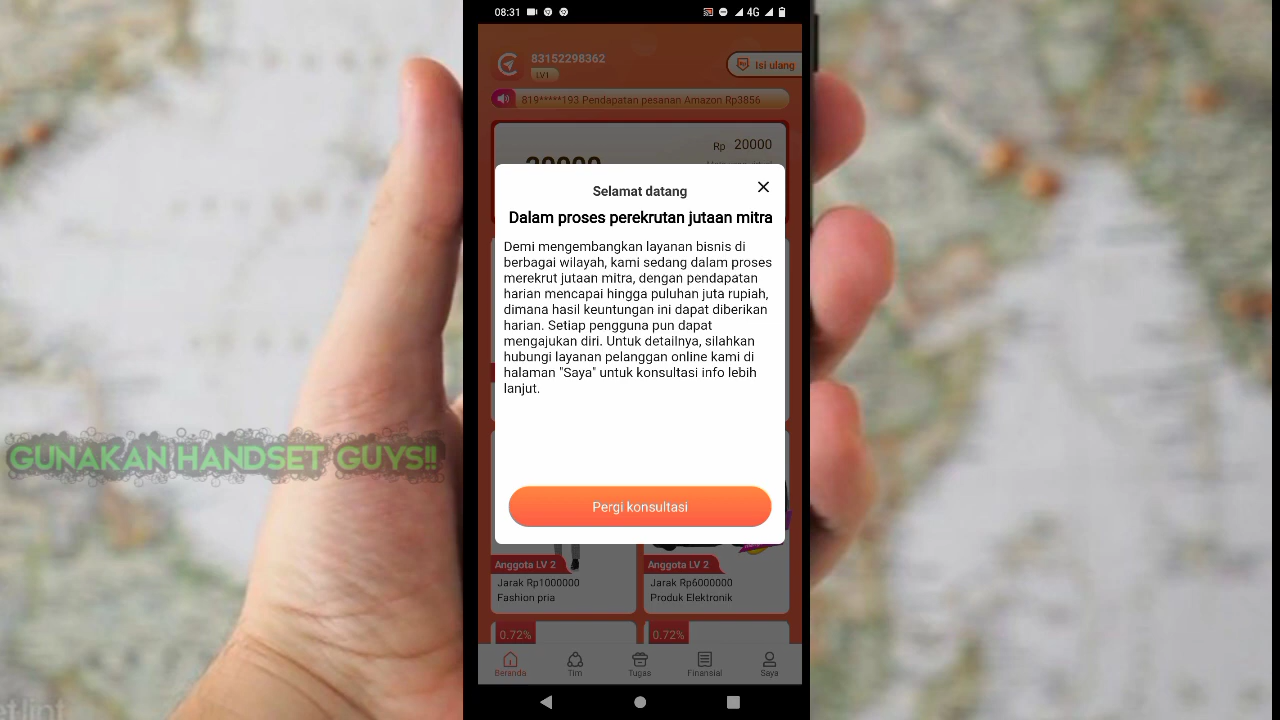 08:31
4G
83152298362
LV1
Isi ulang
819*****193 Pendapatan pesanan Amazon Rp3856
Rp 20000
Selamat datang
Dalam proses perekrutan jutaan mitra
Demi mengembangkan layanan bisnis di
berbagai wilayah, kami sedang dalam proses
merekrut jutaan mitra, dengan pendapatan
harian mencapai hingga puluhan juta rupiah,
dimana hasil keuntungan ini dapat diberikan
harian. Setiap pengguna pun dapat
mengajukan diri. Untuk detailnya, silahkan
hubungi layanan pelanggan online kami di
halaman "Saya" untuk konsultasi info lebih
lanjut.
GUNAKAN HANDSET GUYS!!
Pergi konsultasi
Anggota LV 2
Anggota LV 2
Jarak Rp1000000
Jarak Rp6000000
Fashion pria
Produk Elektronik
0.72%
0.72%
Beranda
Tim
Tugas
Finansial
Saya